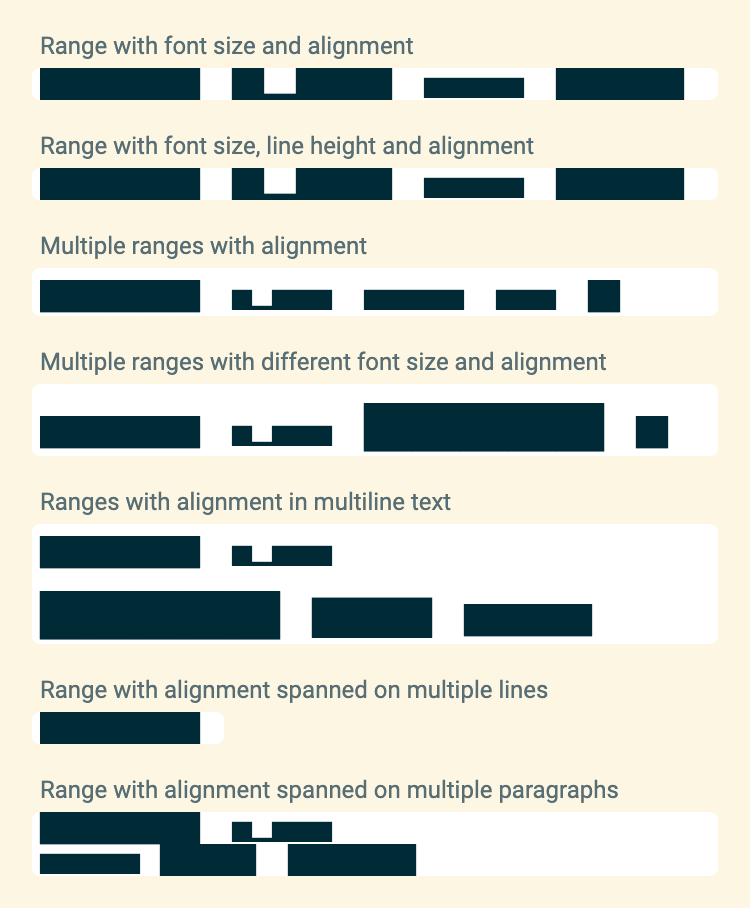 Range with font size and alignment
Range with font size, line height and alignment
Multiple ranges with alignment
Multiple ranges with different font size and alignment
Ranges with alignment in multiline text
Range with alignment spanned on multiple lines
Range with alignment spanned on multiple paragraphs